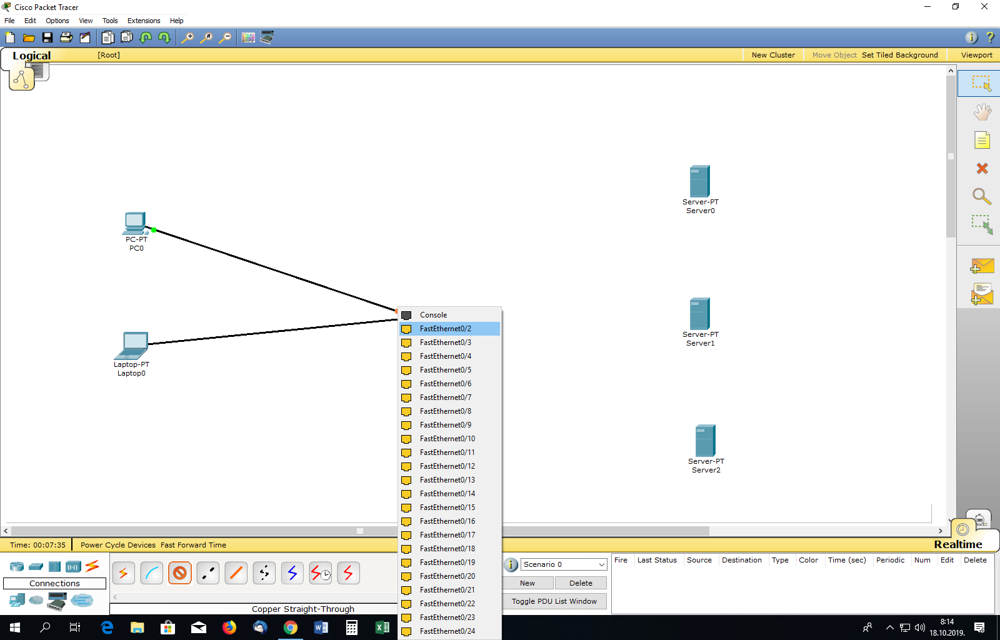 Cisco Packet Tracer
File Edit Options View Tools Extensions Help
Logical [Root] New Cluster Move Object Set Tiled Background Viewport
Server-PT
Server0
PC-PT
PC0
Console
FastEthernet0/2
FastEthernet0/3
FastEthernet0/4
FastEthernet0/5
FastEthernet0/6
FastEthernet0/7
FastEthernet0/8
FastEthernet0/9
FastEthernet0/10
FastEthernet0/11
FastEthernet0/12
FastEthernet0/13
FastEthernet0/14
FastEthernet0/15
FastEthernet0/16
FastEthernet0/17
FastEthernet0/18
FastEthernet0/19
FastEthernet0/20
FastEthernet0/21
FastEthernet0/22
FastEthernet0/23
FastEthernet0/24
Server-PT
Server1
Laptop-PT
Laptop0
Server-PT
Server2
Time: 00:07:35 Power Cycle Devices Fast Forward Time Realtime
Connections
Copper Straight-Through
Scenario 0
New Delete
Toggle PDU List Window
Fire Last Status Source Destination Type Color Time (sec) Periodic Num Edit Delete
8:14
18.10.2019.